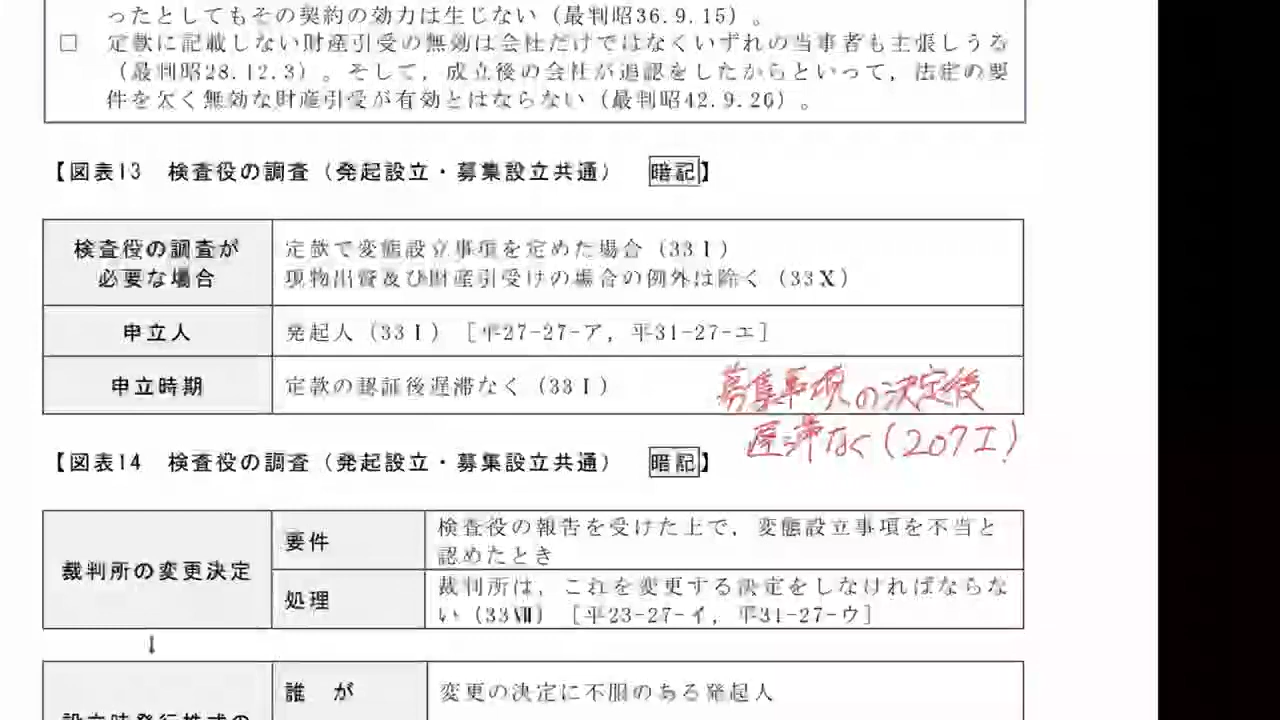 ったとしてもその契約の効力は生じない（最判昭36.9.15）。
□ 定款に記載しない財産引受の無効は会社だけではなくいずれの当事者も主張しうる
（最判昭28.12.3）。そして，成立後の会社が追認をしたからといって，法定の要
件を欠く無効な財産引受が有効とはならない（最判昭42.9.26）。
【図表13 検査役の調査（発起設立・募集設立共通） 暗記】
検査役の調査が
必要な場合
定款で変態設立事項を定めた場合（33Ⅰ）
現物出資及び財産引受けの場合の例外は除く（33Ⅹ）
申立人
発起人（33Ⅰ）［平27-27-ア，平31-27-エ］
申立時期
定款の認証後遅滞なく（33Ⅰ）
募集事項の決定後
遅滞なく（207Ⅰ）
【図表14 検査役の調査（発起設立・募集設立共通） 暗記】
裁判所の変更決定
要件
検査役の報告を受けた上で，変態設立事項を不当と
認めたとき
処理
裁判所は，これを変更する決定をしなければならな
い（33Ⅶ）［平23-27-イ，平31-27-ウ］
↓
誰 が
変更の決定に不服のある発起人
設立時発行株式の